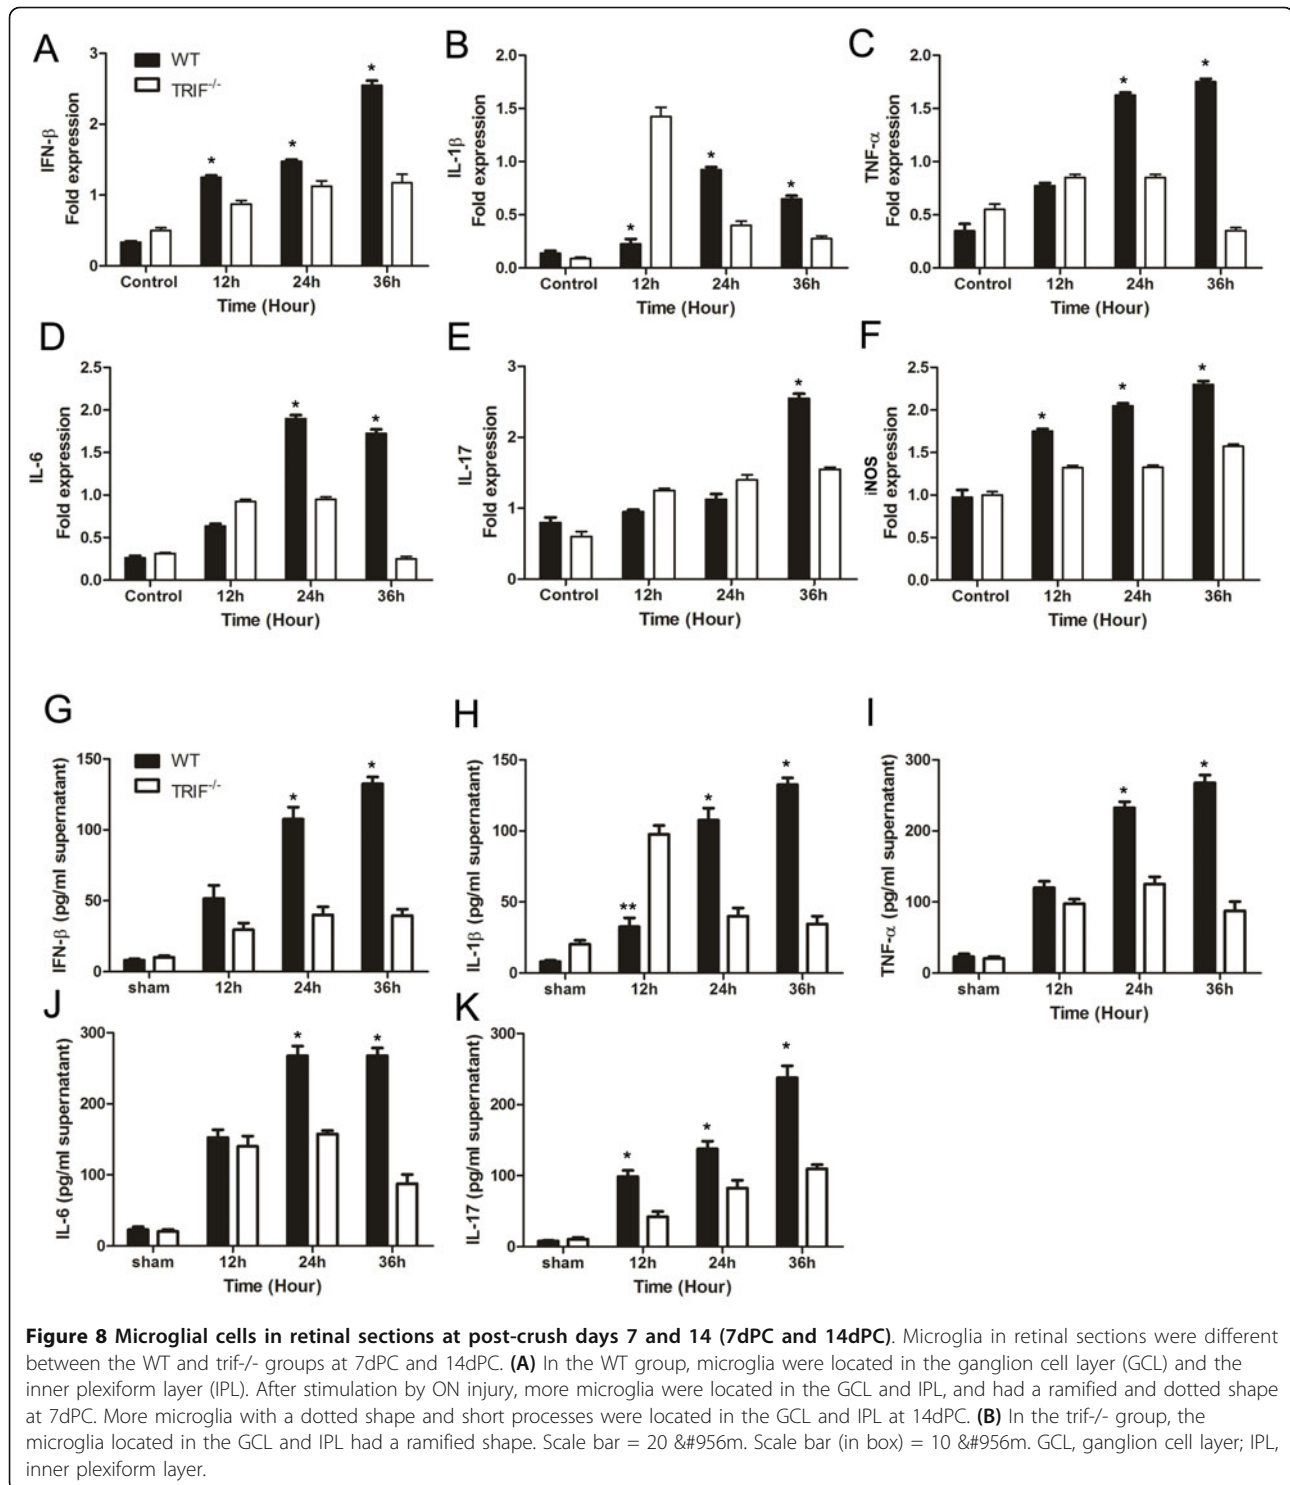 A
WT
TRIF-/-
IFN-β
Fold expression
3
2
1
0
*
*
*
Control
12h
24h
36h
Time (Hour)
B
IL-1β
Fold expression
2.0
1.5
1.0
0.5
0.0
*
*
*
Control
12h
24h
36h
Time (Hour)
C
TNF-α
Fold expression
2.0
1.5
1.0
0.5
0.0
*
*
Control
12h
24h
36h
Time (Hour)
D
IL-6
Fold expression
2.5
2.0
1.5
1.0
0.5
0.0
*
*
Control
12h
24h
36h
Time (Hour)
E
IL-17
Fold expression
3
2
1
0
*
Control
12h
24h
36h
Time (Hour)
F
iNOS
Fold expression
2.5
2.0
1.5
1.0
0.5
0.0
*
*
*
Control
12h
24h
36h
Time (Hour)
G
WT
TRIF-/-
IFN-β (pg/ml supernatant)
150
100
50
0
*
*
sham
12h
24h
36h
H
IL-1β (pg/ml supernatant)
150
100
50
0
**
*
*
sham
12h
24h
36h
I
TNF-α (pg/ml supernatant)
300
200
100
0
*
*
sham
12h
24h
36h
Time (Hour)
J
IL-6 (pg/ml supernatant)
300
200
100
0
*
*
sham
12h
24h
36h
Time (Hour)
K
IL-17 (pg/ml supernatant)
300
200
100
0
*
*
*
sham
12h
24h
36h
Time (Hour)
Figure 8 Microglial cells in retinal sections at post-crush days 7 and 14 (7dPC and 14dPC). Microglia in retinal sections were different
between the WT and trif-/- groups at 7dPC and 14dPC. (A) In the WT group, microglia were located in the ganglion cell layer (GCL) and the
inner plexiform layer (IPL). After stimulation by ON injury, more microglia were located in the GCL and IPL, and had a ramified and dotted shape
at 7dPC. More microglia with a dotted shape and short processes were located in the GCL and IPL at 14dPC. (B) In the trif-/- group, the
microglia located in the GCL and IPL had a ramified shape. Scale bar = 20 &#956m. Scale bar (in box) = 10 &#956m. GCL, ganglion cell layer; IPL,
inner plexiform layer.